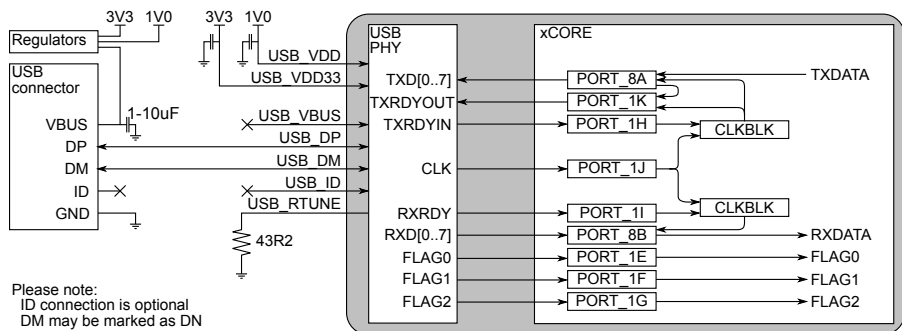 3V3
1V0
Regulators
USB
connector
VBUS
1-10uF
DP
DM
ID
GND
3V3
1V0
USB_VDD
USB_VDD33
USB_VBUS
USB_DP
USB_DM
USB_ID
USB_RTUNE
43R2
USB
PHY
TXD[0..7]
TXRDYOUT
TXRDYIN
CLK
RXRDY
RXD[0..7]
FLAG0
FLAG1
FLAG2
xCORE
PORT_8A
PORT_1K
PORT_1H
PORT_1J
PORT_1I
PORT_8B
PORT_1E
PORT_1F
PORT_1G
CLKBLK
CLKBLK
TXDATA
RXDATA
FLAG0
FLAG1
FLAG2
Please note:
ID connection is optional
DM may be marked as DN